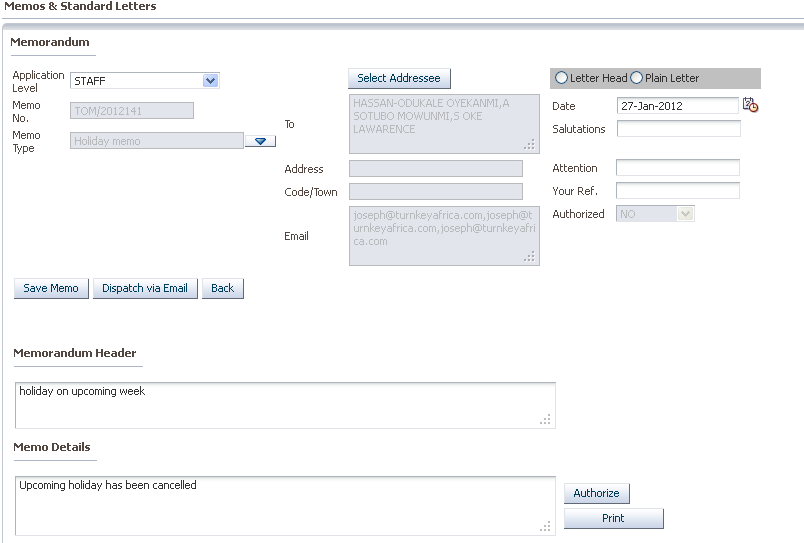 Memos & Standard Letters
Memorandum
Application Level
STAFF
Select Addressee
Letter Head
Plain Letter
Memo No.
TOM/2012141
Memo Type
Holiday memo
To
HASSAN-ODUKALE OYEKANMI,A
SOTUBO MOWUNMI,S OKE
LAWARENCE
Date
27-Jan-2012
Salutations
Address
Attention
Code/Town
Your Ref.
Authorized
NO
Email
joseph@turnkeyafrica.com,joseph@t
urnkeyafrica.com,joseph@turnkeyafri
ca.com
Save Memo
Dispatch via Email
Back
Memorandum Header
holiday on upcoming week
Memo Details
Upcoming holiday has been cancelled
Authorize
Print